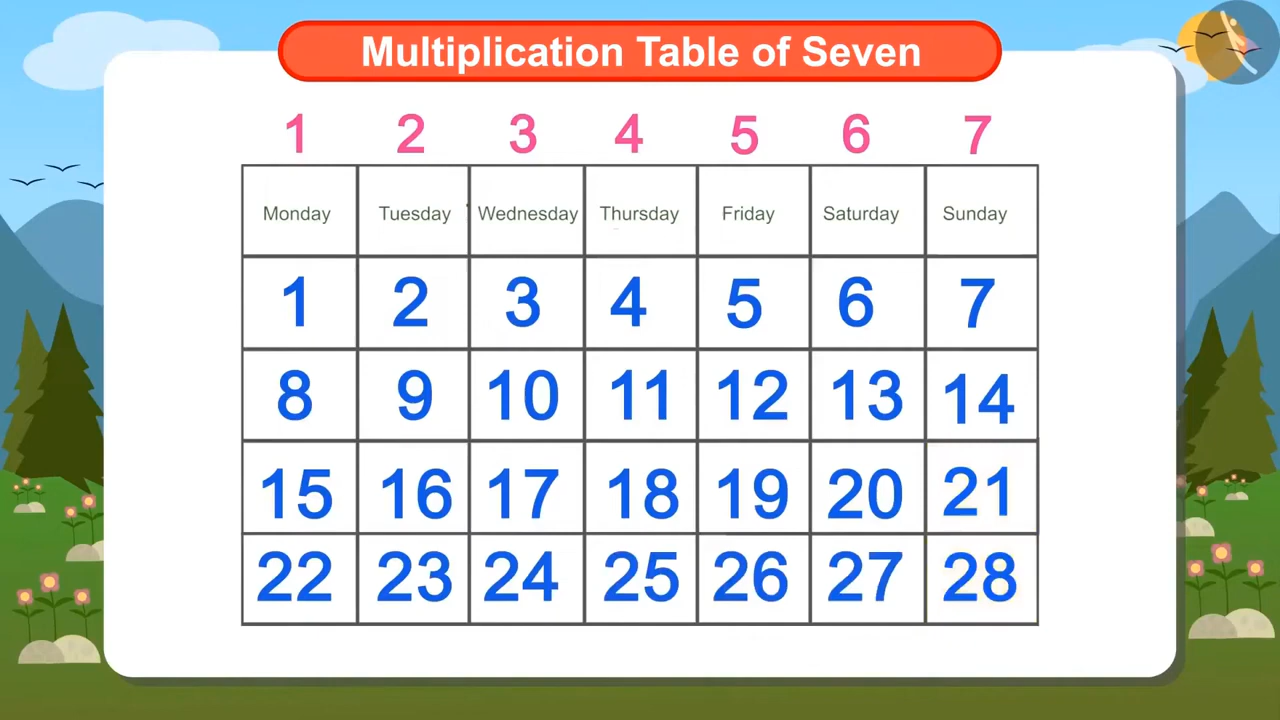 Multiplication Table of Seven
1 2 3 4 5 6 7
Monday Tuesday Wednesday Thursday Friday Saturday Sunday
1 2 3 4 5 6 7
8 9 10 11 12 13 14
15 16 17 18 19 20 21
22 23 24 25 26 27 28